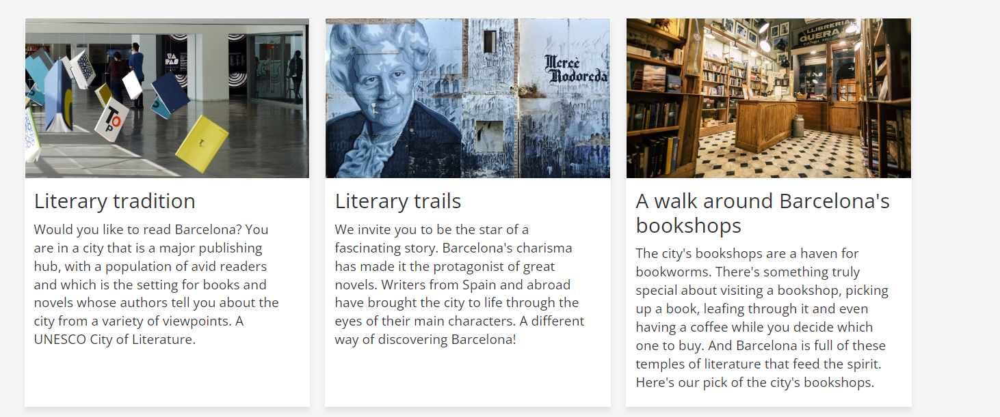 TA
PAS
TOP
Mercè
Rodoreda
LLIBRERIA
QUERA
Literary tradition
Would you like to read Barcelona? You
are in a city that is a major publishing
hub, with a population of avid readers
and which is the setting for books and
novels whose authors tell you about the
city from a variety of viewpoints. A
UNESCO City of Literature.
Literary trails
We invite you to be the star of a
fascinating story. Barcelona's charisma
has made it the protagonist of great
novels. Writers from Spain and abroad
have brought the city to life through the
eyes of their main characters. A different
way of discovering Barcelona!
A walk around Barcelona's
bookshops
The city's bookshops are a haven for
bookworms. There's something truly
special about visiting a bookshop, picking
up a book, leafing through it and even
having a coffee while you decide which
one to buy. And Barcelona is full of these
temples of literature that feed the spirit.
Here's our pick of the city's bookshops.